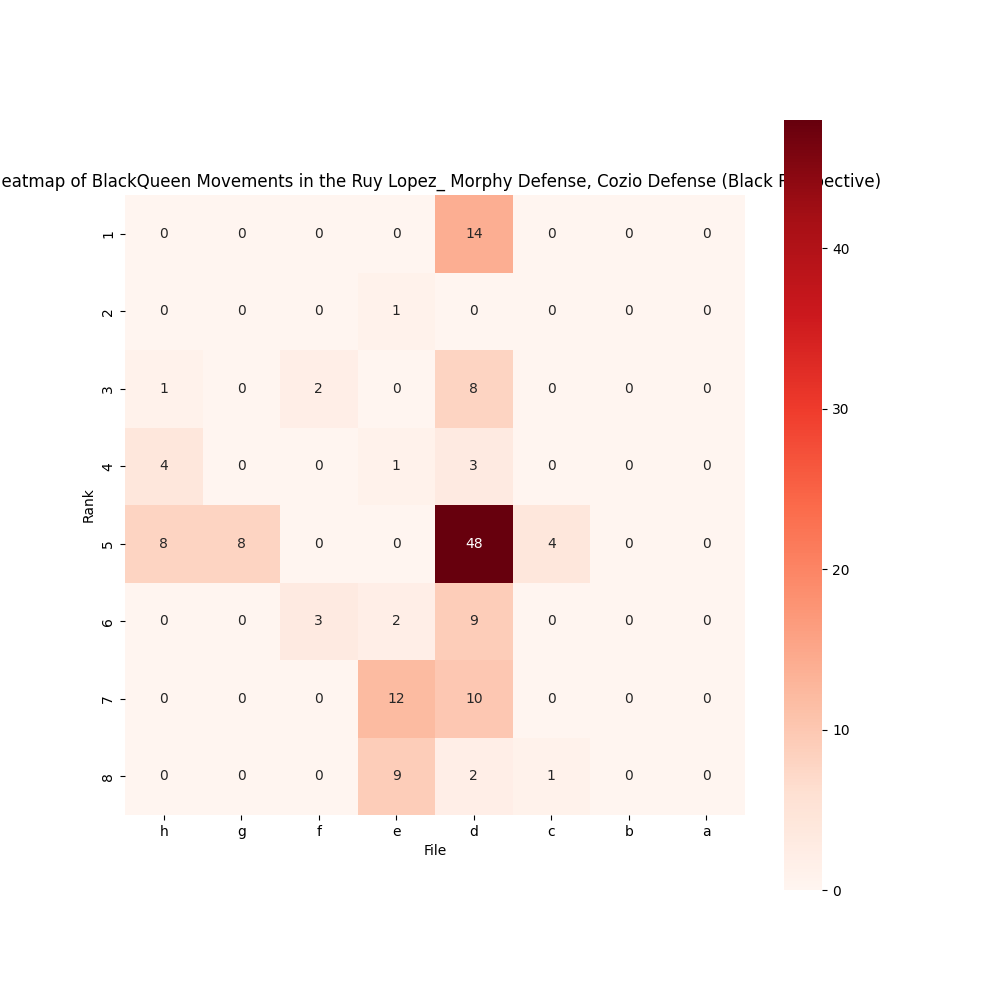 eatmap of BlackQueen Movements in the Ruy Lopez_ Morphy Defense, Cozio Defense (Black
1 0 0 0 0 14 0 0 0
2 0 0 0 1 0 0 0 0
3 1 0 2 0 8 0 0 0
4 4 0 0 1 3 0 0 0
Rank
5 8 8 0 0 48 4 0 0
6 0 0 3 2 9 0 0 0
7 0 0 0 12 10 0 0 0
8 0 0 0 9 2 1 0 0
h g f e d c b a
File
40
30
20
10
0